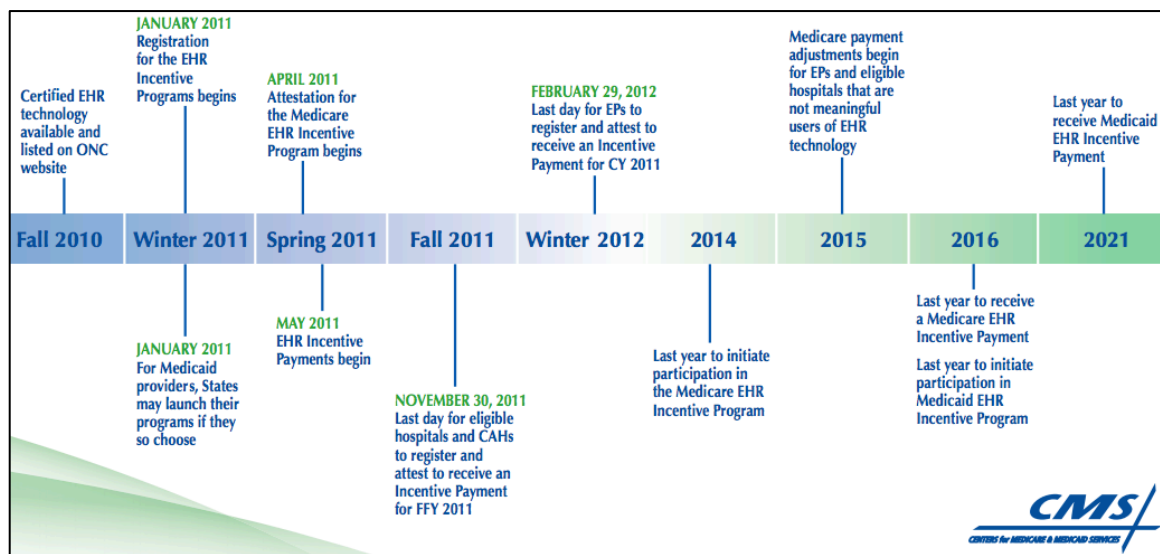 JANUARY 2011
Registration
for the EHR
Incentive
Programs begins
Certified EHR
technology
available and
listed on ONC
website
APRIL 2011
Attestation for
the Medicare
EHR Incentive
Program begins
FEBRUARY 29, 2012
Last day for EPs to
register and attest to
receive an Incentive
Payment for CY 2011
Medicare payment
adjustments begin
for EPs and eligible
hospitals that are
not meaningful
users of EHR
technology
Last year to
receive Medicaid
EHR Incentive
Payment
Fall 2010
Winter 2011
Spring 2011
Fall 2011
Winter 2012
2014
2015
2016
2021
JANUARY 2011
For Medicaid
providers, States
may launch their
programs if they
so choose
MAY 2011
EHR Incentive
Payments begin
NOVEMBER 30, 2011
Last day for eligible
hospitals and CAHs
to register and
attest to receive an
Incentive Payment
for FFY 2011
Last year to initiate
participation in
the Medicare EHR
Incentive Program
Last year to receive
a Medicare EHR
Incentive Payment
Last year to initiate
participation in
Medicaid EHR
Incentive Program
CMS
CENTERS for MEDICARE & MEDICAID SERVICES